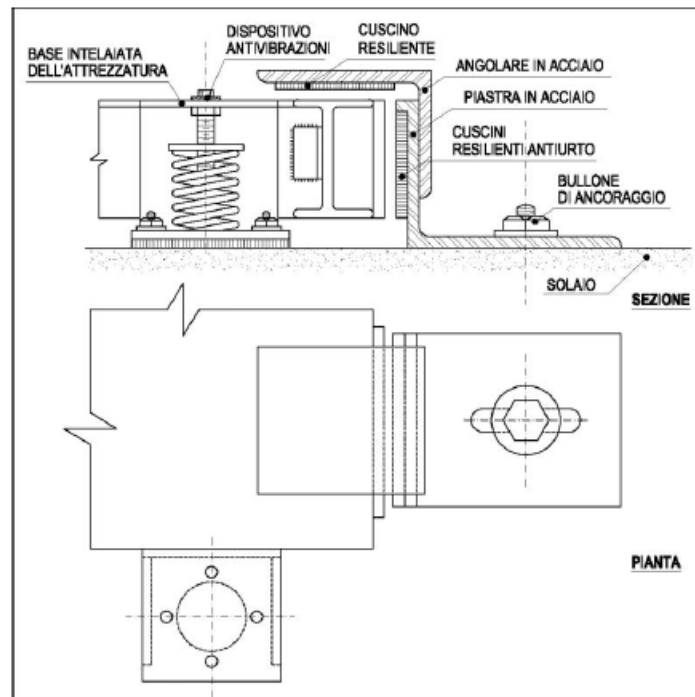 BASE INTELAIATA
DELL'ATTREZZATURA
DISPOSITIVO
ANTIVIBRAZIONI
CUSCINO
RESILIENTE
ANGOLARE IN ACCIAIO
PIASTRA IN ACCIAIO
CUSCINI
RESILIENTI ANTIURTO
BULLONE
DI ANCORAGGIO
SOLAIO
SEZIONE
PIANTA